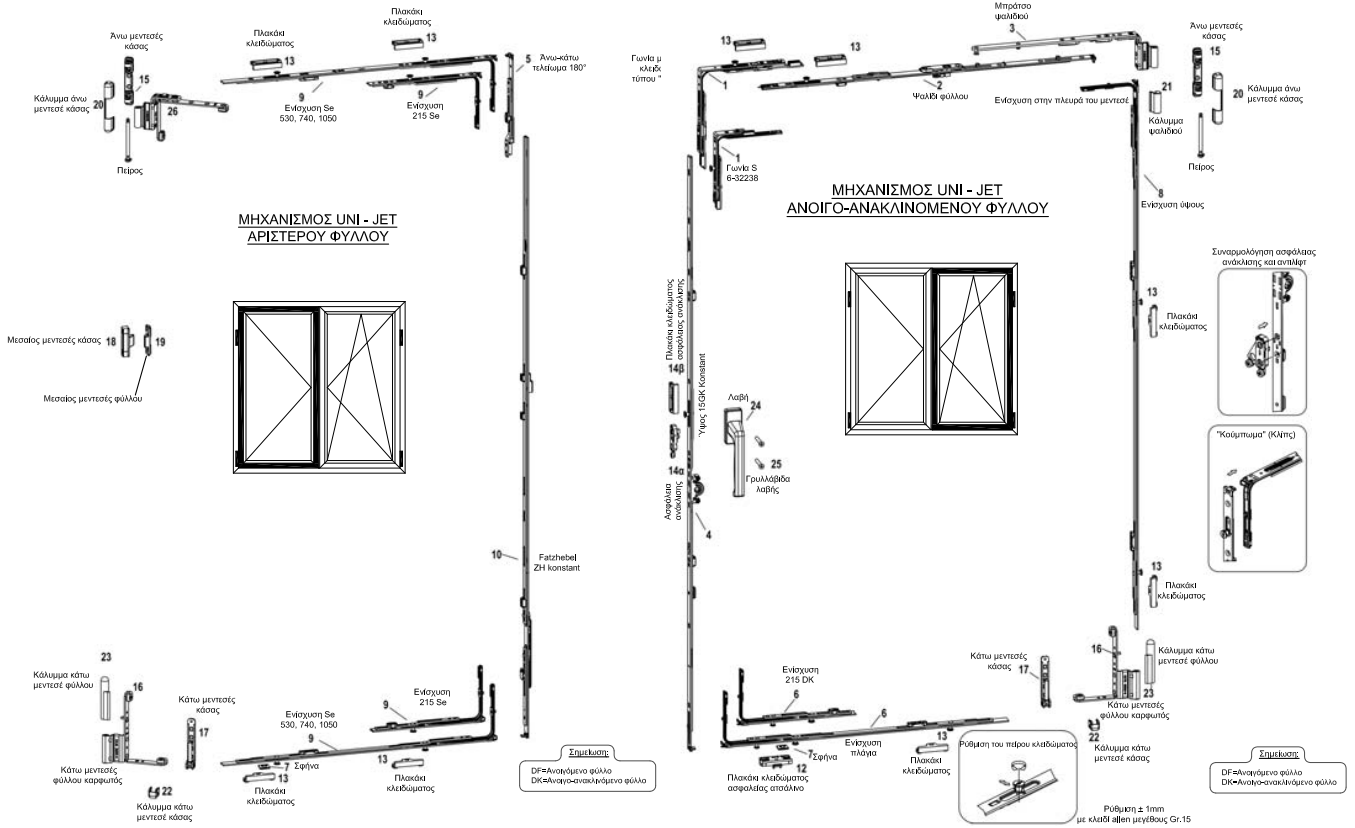 Άνω μεντεσές
κάσας
15
Κάλυμμα άνω
μεντεσέ κάσας
20
26
Πείρος
Πλακάκι
κλειδώματος
13
Πλακάκι
κλειδώματος
13
9
Ενίσχυση Se
530, 740, 1050
9
Ενίσχυση
215 Se
5
Άνω-κάτω
τελείωμα 180°
ΜΗΧΑΝΙΣΜΟΣ UNI - JET
ΑΡΙΣΤΕΡΟΥ ΦΥΛΛΟΥ
Μεσαίος μεντεσές κάσας
18
19
Μεσαίος μεντεσές φύλλου
10
Fatzhebel
ZH konstant
23
Κάλυμμα κάτω
μεντεσέ φύλλου
16
Κάτω μεντεσές
κάσας
17
Κάτω μεντεσές
φύλλου καρφωτός
22
Κάλυμμα κάτω
μεντεσέ κάσας
Ενίσχυση Se
530, 740, 1050
9
Ενίσχυση
215 Se
9
7
Σφήνα
13
Πλακάκι
κλειδώματος
13
Πλακάκι
κλειδώματος
Σημείωση:
DF=Ανοιγόμενο φύλλο
DK=Ανοιγο-ανακλινόμενο φύλλο
Γωνία μ
κλειδ
τύπου "
13
13
1
1
Γωνία S
6-32238
2
Ψαλίδι φύλλου
Μπράτσο
ψαλιδιού
3
Ενίσχυση στην πλευρά του μεντεσέ
21
Κάλυμμα
ψαλιδιού
Άνω μεντεσές
κάσας
15
20
Κάλυμμα άνω
μεντεσέ κάσας
Πείρος
8
Ενίσχυση ύψους
ΜΗΧΑΝΙΣΜΟΣ UNI - JET
ΑΝΟΙΓΟ-ΑΝΑΚΛΙΝΟΜΕΝΟΥ ΦΥΛΛΟΥ
Πλακάκι κλειδώματος
ασφάλειας ανάκλισης
14β
14α
Ασφάλεια
ανάκλισης
Ύψος 15GK Konstant
4
Λαβή
24
25
Γρυλλάβιδα
λαβής
Συναρμολόγηση ασφάλειας
ανάκλισης και αντιλίφτ
13
Πλακάκι
κλειδώματος
"Κούμπωμα" (Κλίπς)
13
Πλακάκι
κλειδώματος
Ενίσχυση
215 DK
6
6
Ενίσχυση
πλάγια
7
Σφήνα
12
Πλακάκι κλειδώματος
ασφαλείας ατσάλινο
13
Πλακάκι
κλειδώματος
Κάτω μεντεσές
κάσας
17
16
Κάλυμμα κάτω
μεντεσέ φύλλου
23
Κάτω μεντεσές
φύλλου καρφωτός
22
Κάλυμμα κάτω
μεντεσέ κάσας
Ρύθμιση του πείρου κλειδώματος
Ρύθμιση ± 1mm
με κλειδί allen μεγέθους Gr.15
Σημείωση:
DF=Ανοιγόμενο φύλλο
DK=Ανοιγο-ανακλινόμενο φύλλο